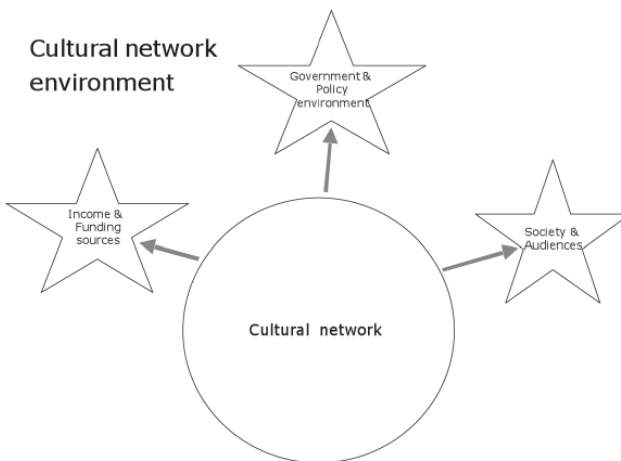 Cultural network
environment
Government &
Policy
environment
Income &
Funding
sources
Society &
Audiences
Cultural network